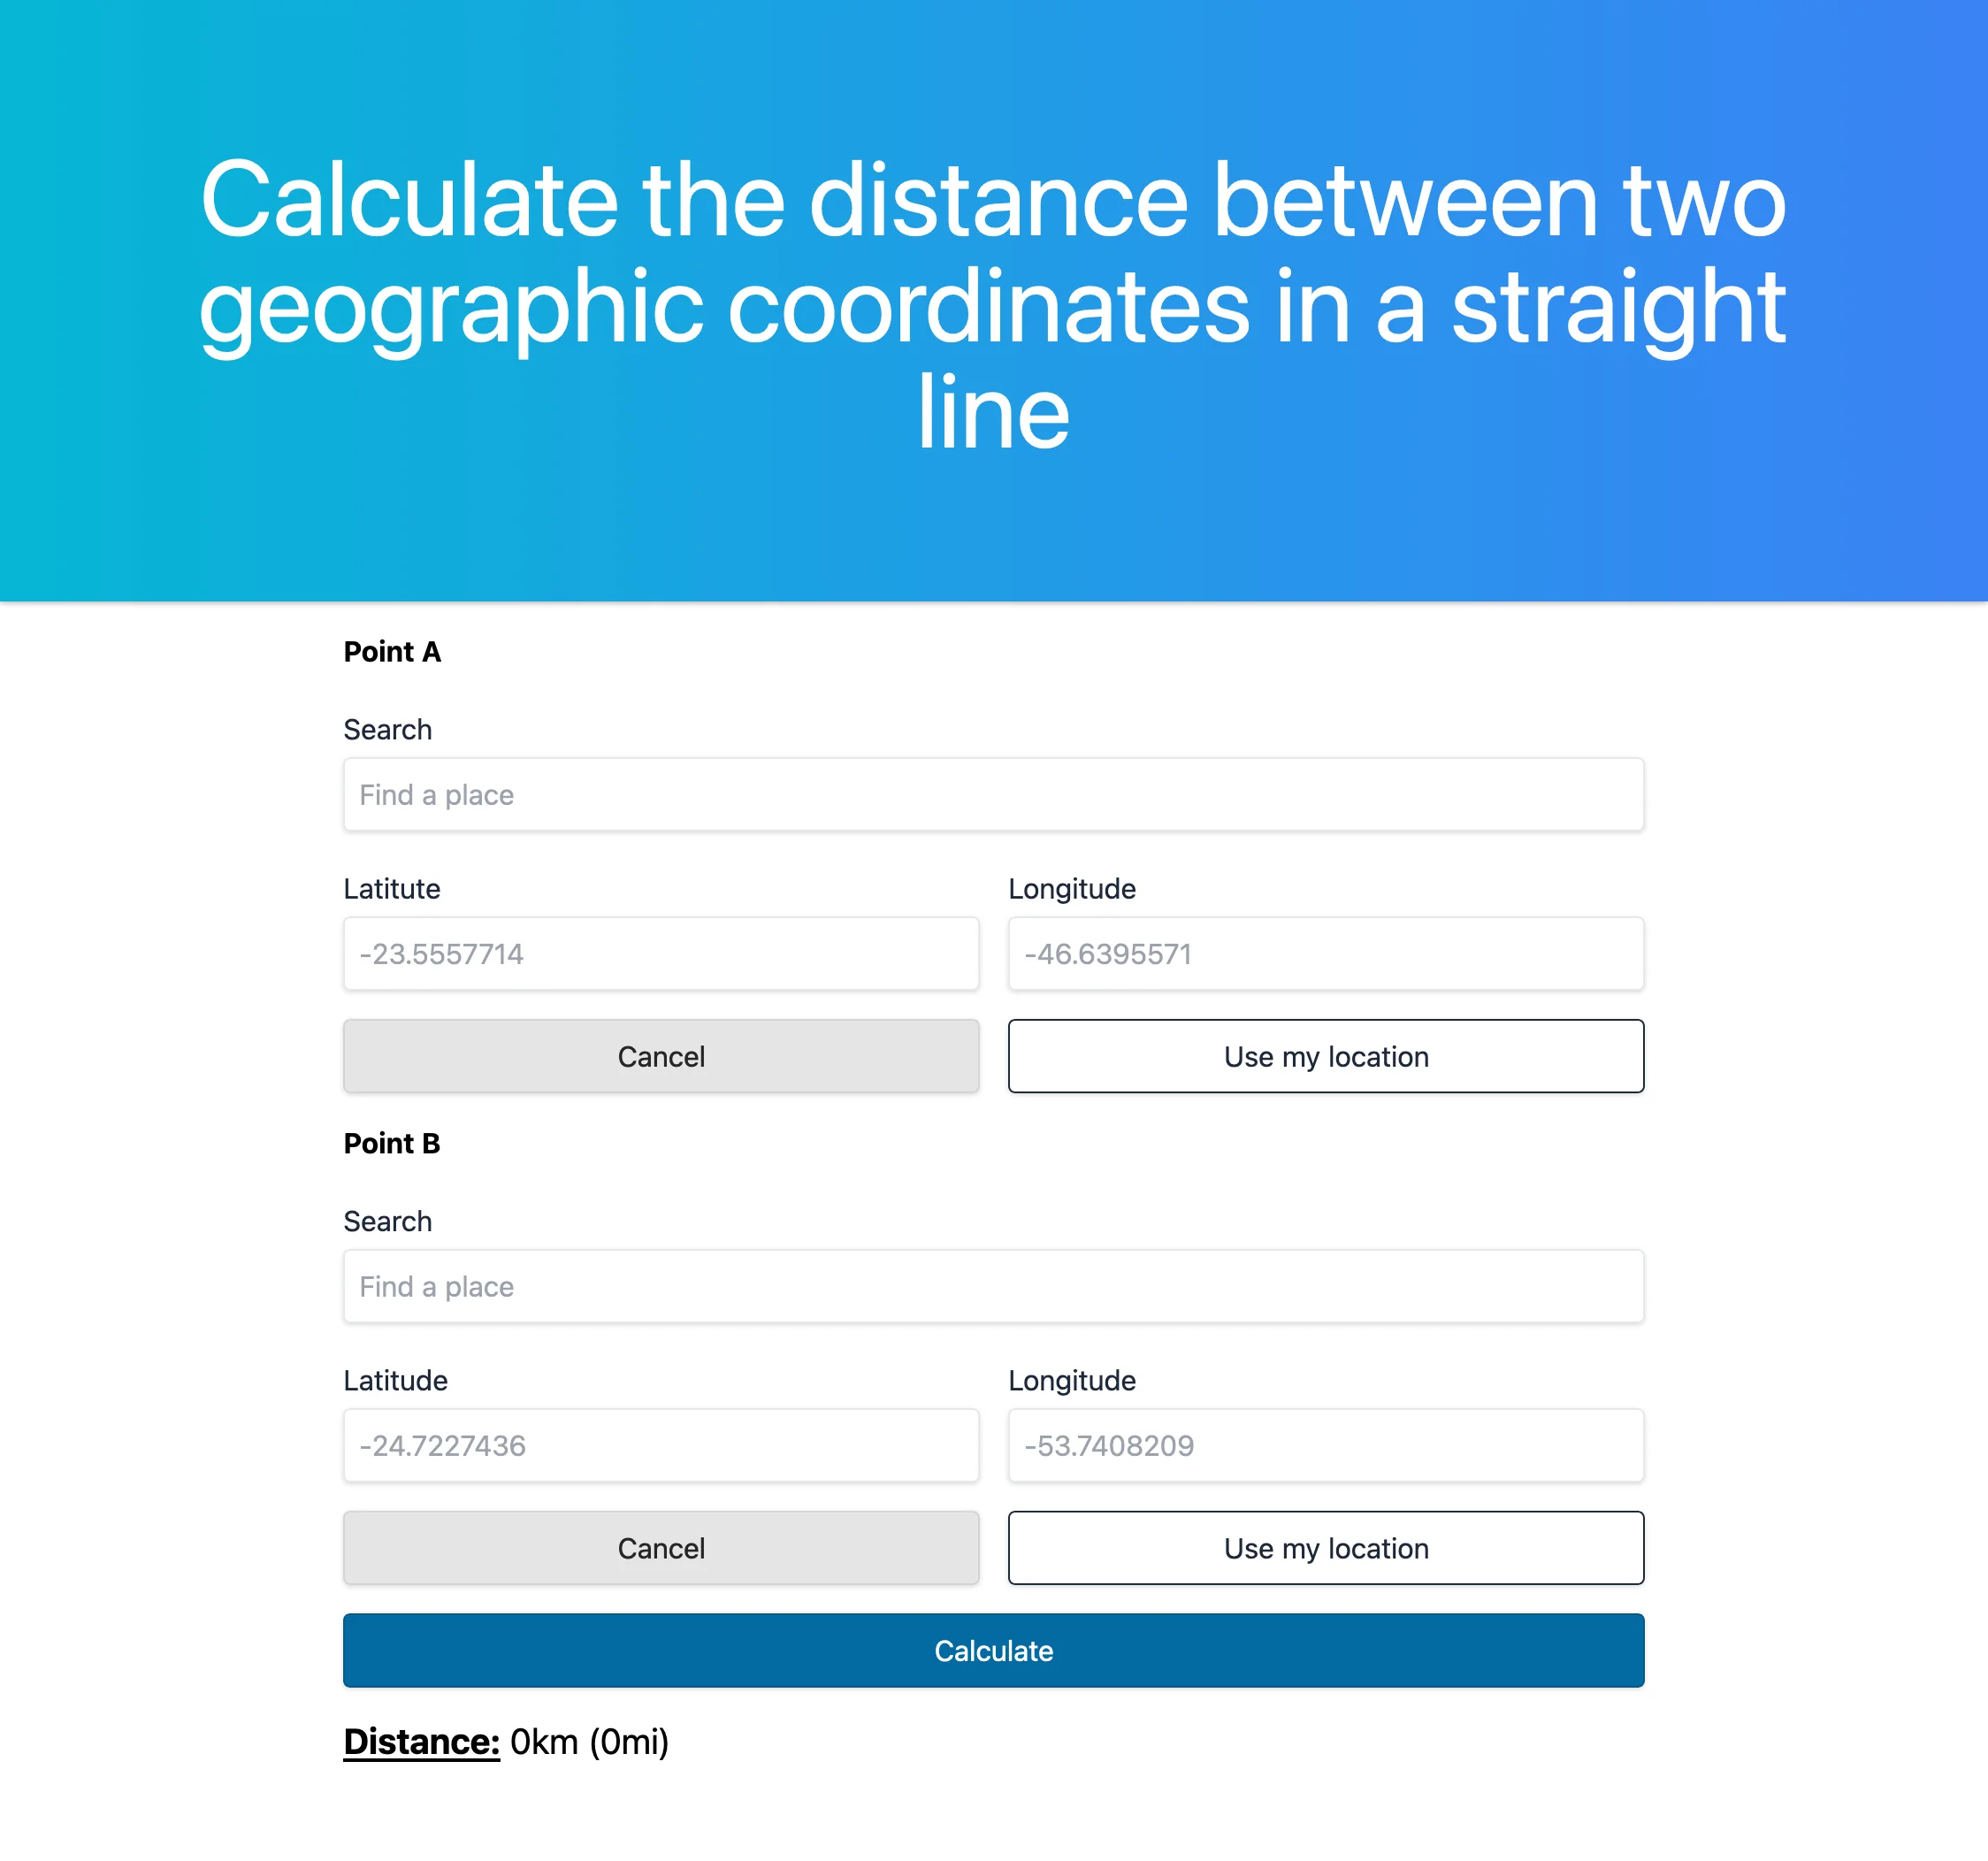 Calculate the distance between two
geographic coordinates in a straight
line
Point A
Search
Find a place
Latitute
Longitude
-23.5557714
-46.6395571
Cancel
Use my location
Point B
Search
Find a place
Latitude
Longitude
-24.7227436
-53.7408209
Cancel
Use my location
Calculate
Distance: 0km (0mi)